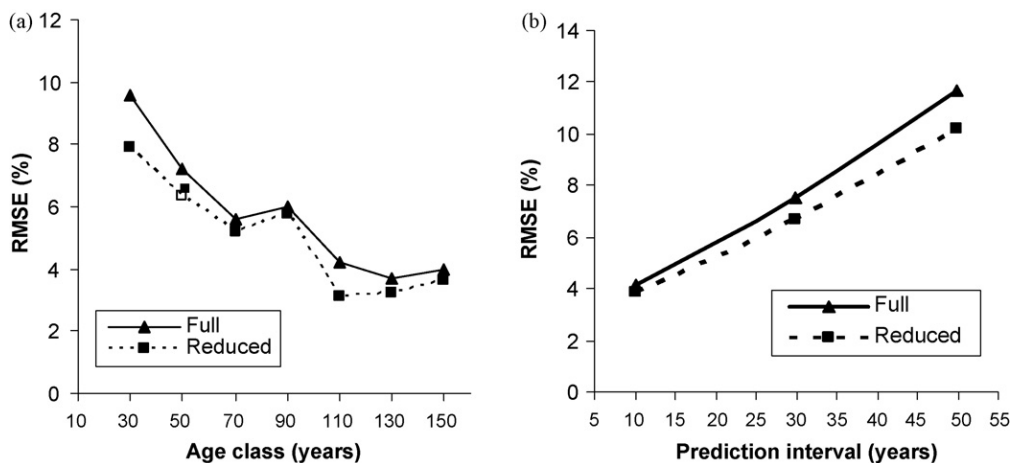 (a)
12
10
8
6
4
2
0
RMSE (%)
Full
Reduced
10 30 50 70 90 110 130 150
Age class (years)
(b)
14
12
10
8
6
4
2
0
RMSE (%)
Full
Reduced
5 10 15 20 25 30 35 40 45 50 55
Prediction interval (years)